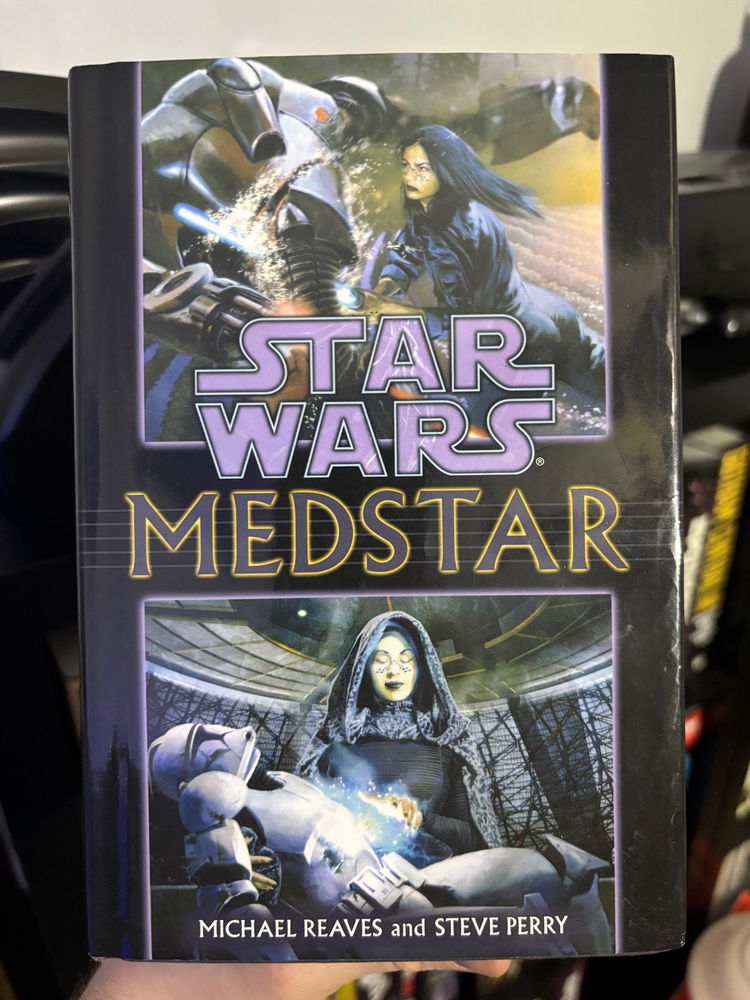 STAR
WARS®
MEDSTAR
MICHAEL REAVES and STEVE PERRY